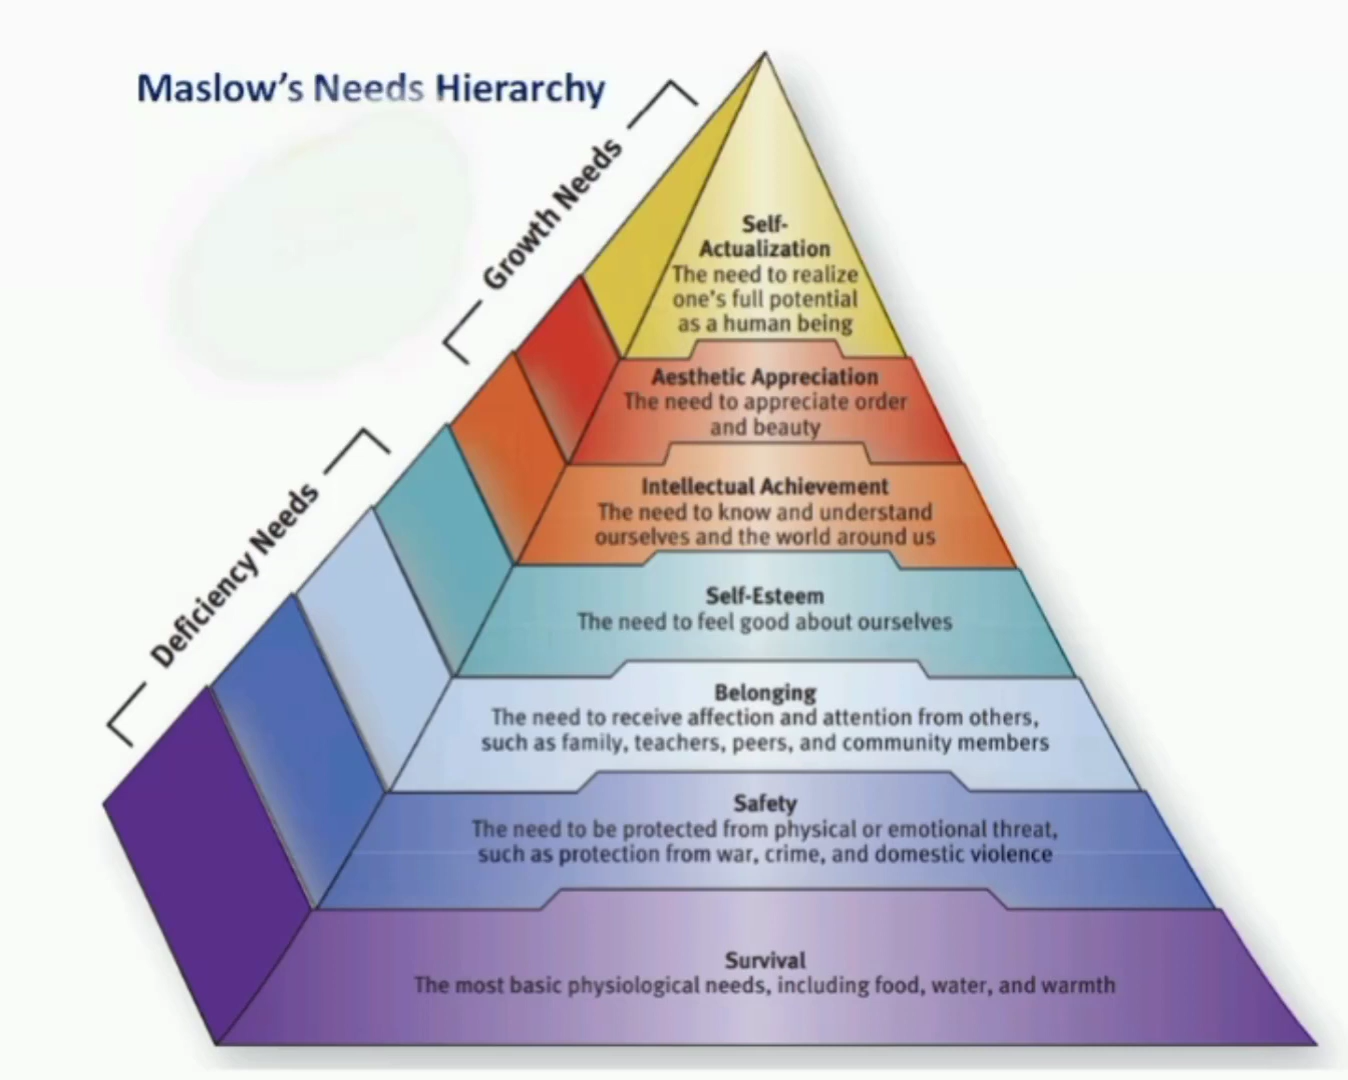 Maslow's Needs Hierarchy
Growth Needs
Deficiency Needs
Self-
Actualization
The need to realize
one's full potential
as a human being
Aesthetic Appreciation
The need to appreciate order
and beauty
Intellectual Achievement
The need to know and understand
ourselves and the world around us
Self-Esteem
The need to feel good about ourselves
Belonging
The need to receive affection and attention from others,
such as family, teachers, peers, and community members
Safety
The need to be protected from physical or emotional threat,
such as protection from war, crime, and domestic violence
Survival
The most basic physiological needs, including food, water, and warmth